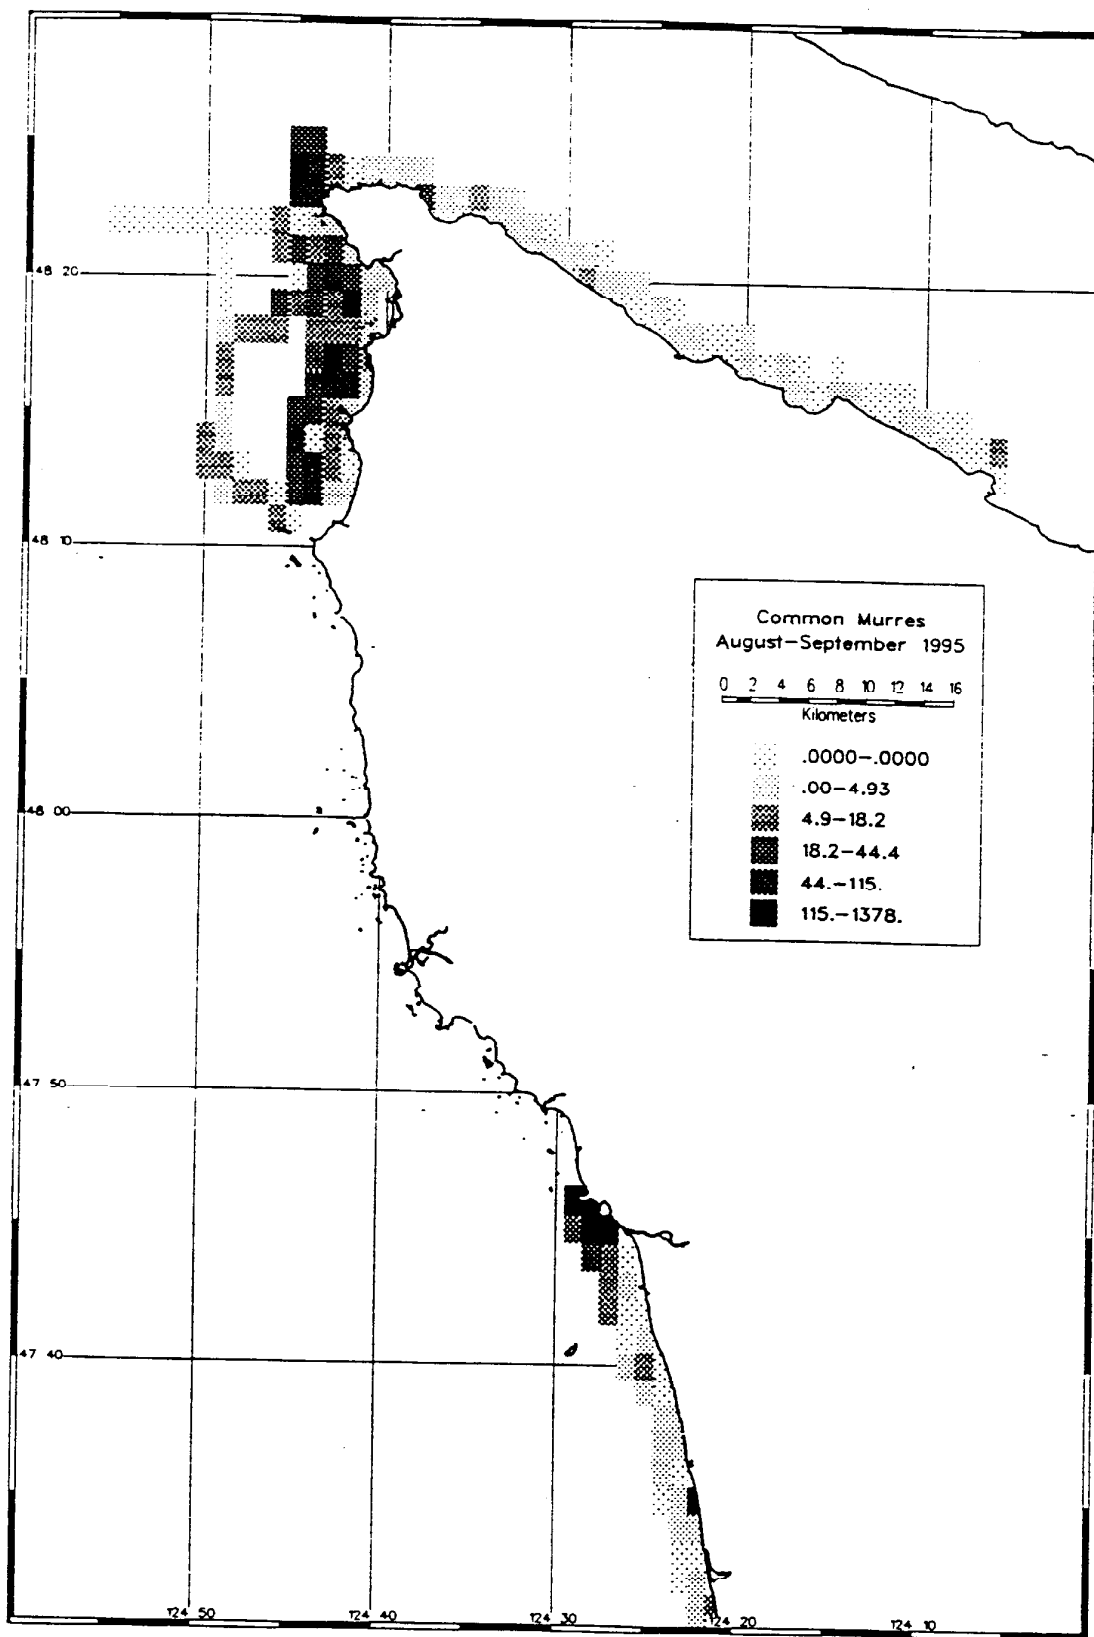 48 20
48 10
Common Murres
August-September 1995
0 2 4 6 8 10 12 14 16
Kilometers
.0000-.0000
.00-4.93
4.9-18.2
18.2-44.4
44.-115.
115.-1378.
48 00
47 50
47 40
124 50 124 40 124 30 124 20 124 10